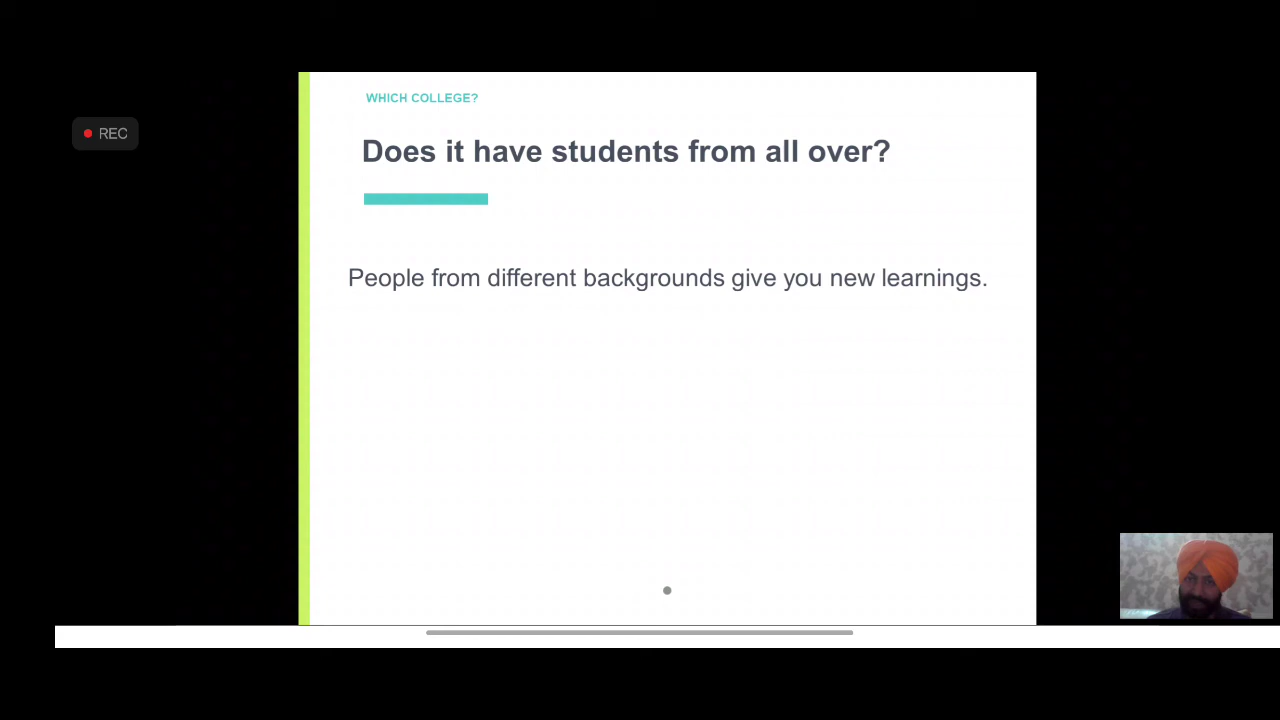 WHICH COLLEGE?
REC
Does it have students from all over?
People from different backgrounds give you new learnings.